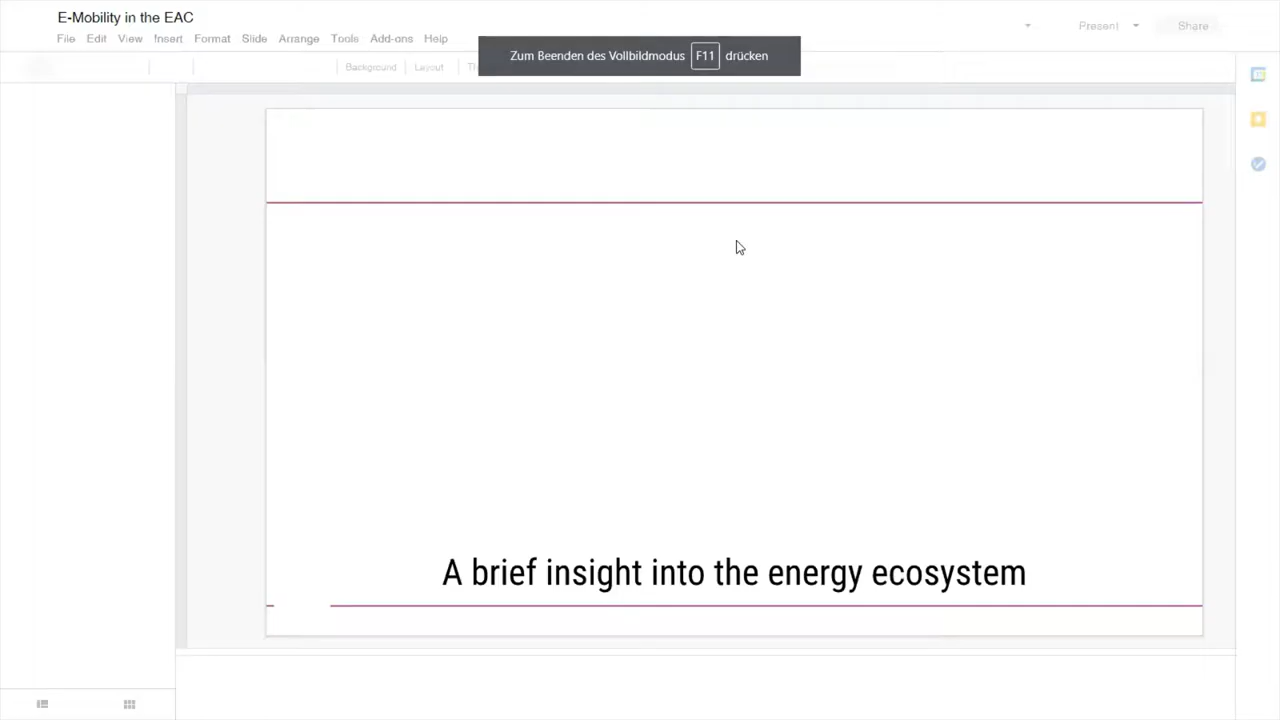 E-Mobility in the EAC
File Edit View Insert Format Slide Arrange Tools Add-ons Help
Present
Share
Zum Beenden des Vollbildmodus F11 drücken
Background Layout
A brief insight into the energy ecosystem